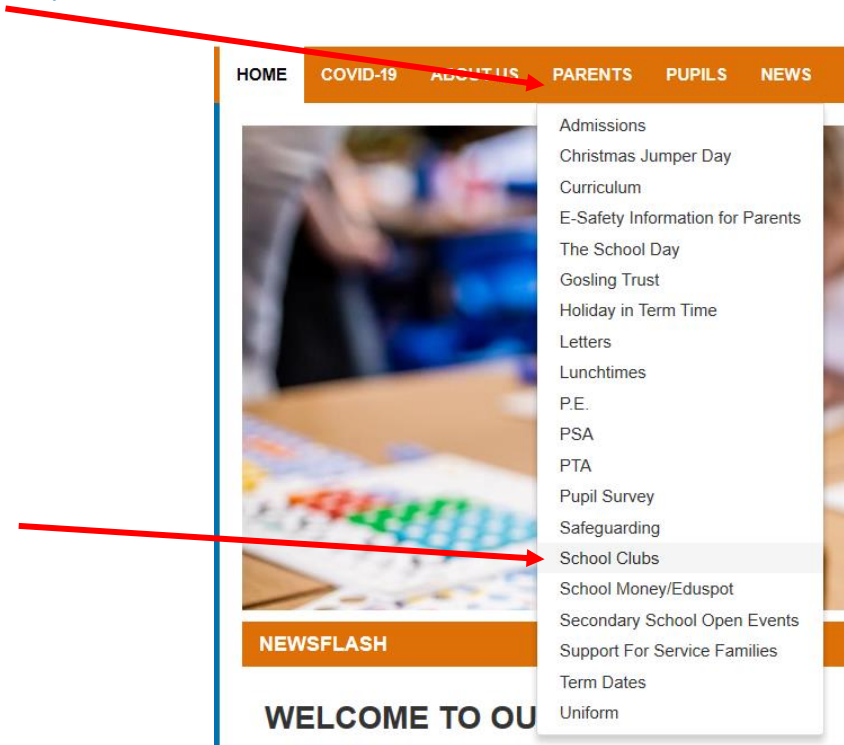 HOME COVID-19 ABOUT US PARENTS PUPILS NEWS
Admissions
Christmas Jumper Day
Curriculum
E-Safety Information for Parents
The School Day
Gosling Trust
Holiday in Term Time
Letters
Lunchtimes
P.E.
PSA
PTA
Pupil Survey
Safeguarding
School Clubs
School Money/Eduspot
Secondary School Open Events
Support For Service Families
Term Dates
Uniform
NEWSFLASH
WELCOME TO OU